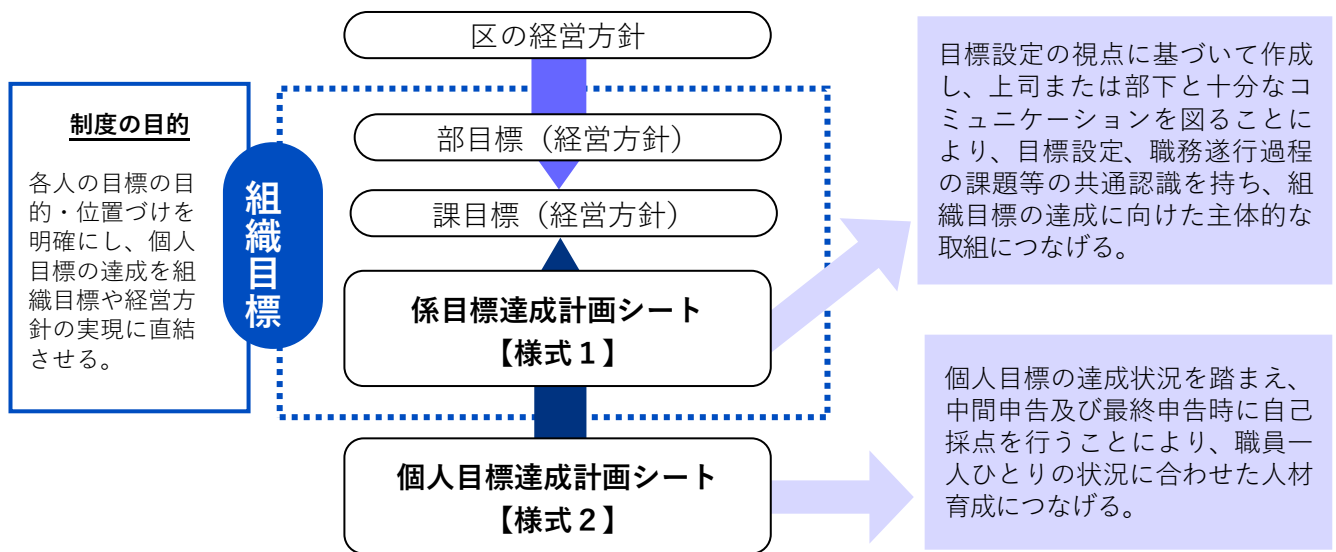 区の経営方針
部目標（経営方針）
課目標（経営方針）
係目標達成計画シート
【様式１】
個人目標達成計画シート
【様式２】
組織目標
制度の目的
各人の目標の目
的・位置づけを
明確にし、個人
目標の達成を組
織目標や経営方
針の実現に直結
させる。
目標設定の視点に基づいて作成
し、上司または部下と十分なコ
ミュニケーションを図ることに
より、目標設定、職務遂行過程
の課題等の共通認識を持ち、組
織目標の達成に向けた主体的な
取組につなげる。
個人目標の達成状況を踏まえ、
中間申告及び最終申告時に自己
採点を行うことにより、職員一
人ひとりの状況に合わせた人材
育成につなげる。